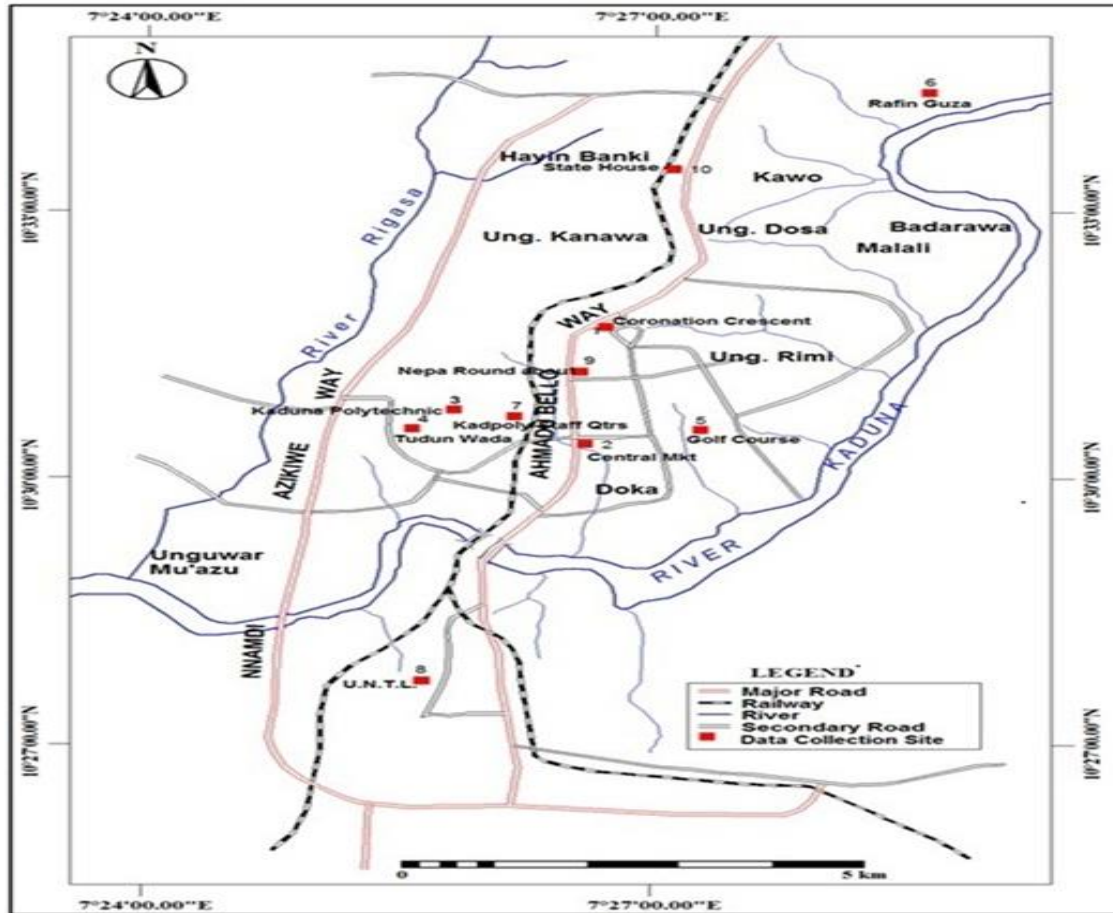 7°24'00.00"E
7°27'00.00"E
N
6
Rafin Guza
Hayin Banki
State House
10
Kawo
10°33'00.00"N
10°33'00.00"N
River Rigasa
Ung. Kanawa
Ung. Dosa
Badarawa
Malali
WAY
Coronation Crescent
1
Ung. Rimi
9
Nepa Round about
WAY
3
Kaduna Polytechnic
7
Kadpoly Staff Qtrs
4
Tudun Wada
5
Golf Course
AHMADU BELLO
2
Central Mkt
RIVER KADUNA
AZIKIWE
10°30'00.00"N
10°30'00.00"N
Doka
Unguwar
Mu'azu
NNAMDI
8
U.N.T.L.
LEGEND
Major Road
Railway
River
Secondary Road
Data Collection Site
10°27'00.00"N
10°27'00.00"N
0
5 km
7°24'00.00"E
7°27'00.00"E